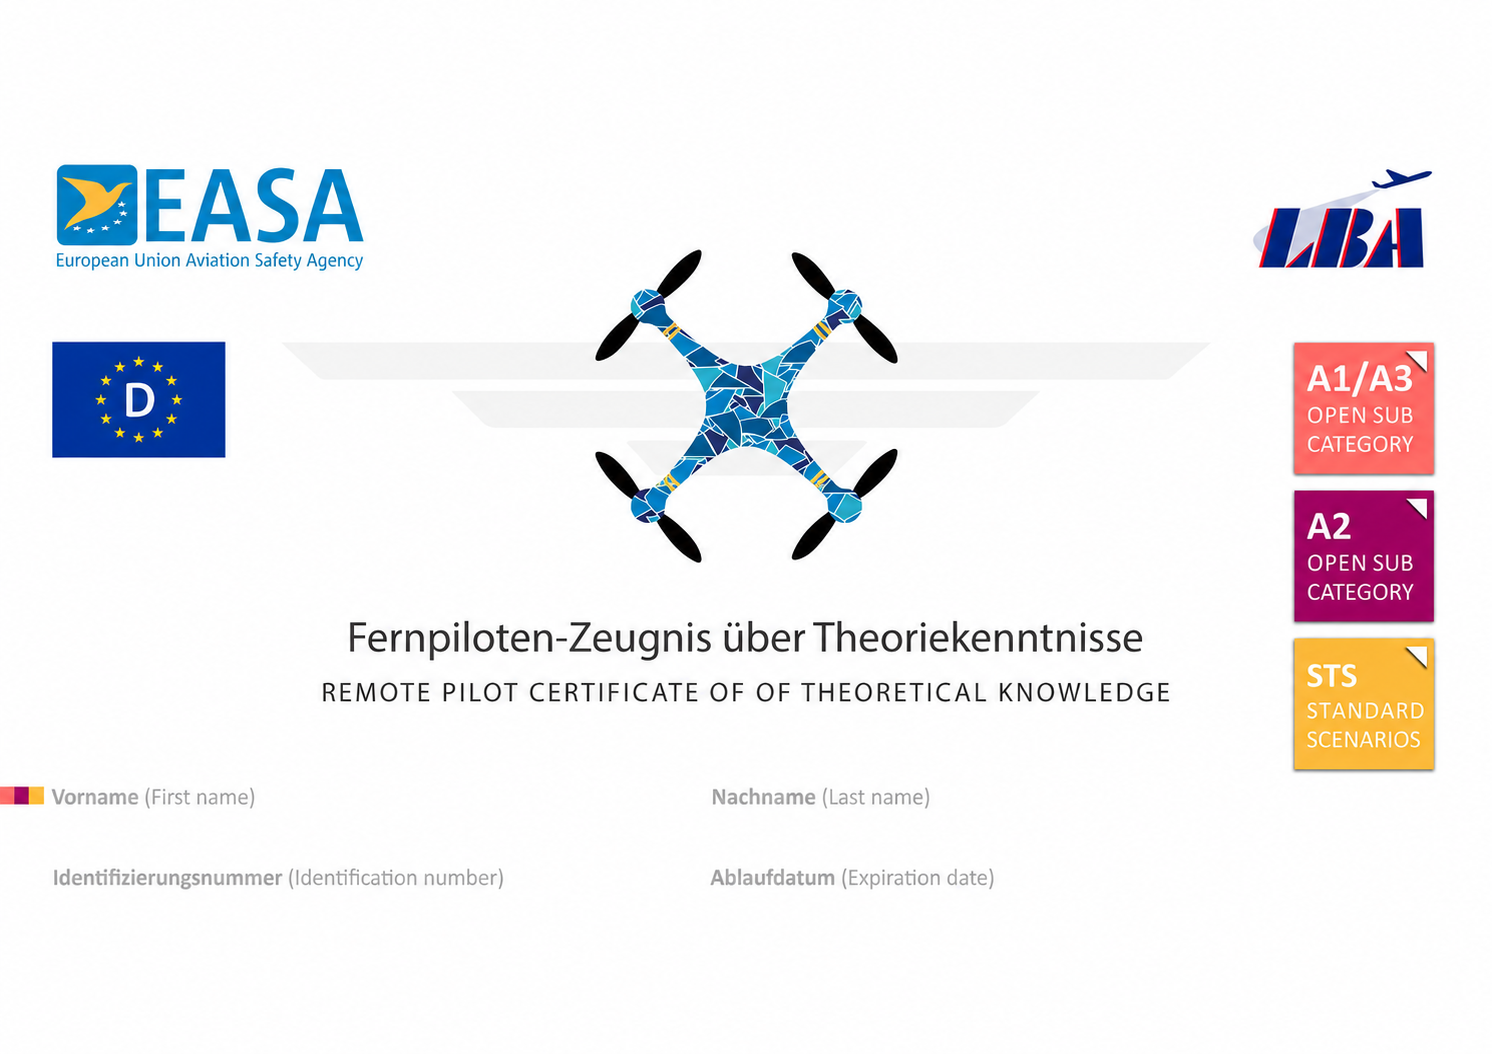 EASA
European Union Aviation Safety Agency
LBA
D
A1/A3
OPEN SUB
CATEGORY
A2
OPEN SUB
CATEGORY
STS
STANDARD
SCENARIOS
Fernpiloten-Zeugnis über Theoriekenntnisse
REMOTE PILOT CERTIFICATE OF OF THEORETICAL KNOWLEDGE
Vorname (First name)
Nachname (Last name)
Identifizierungsnummer (Identification number)
Ablaufdatum (Expiration date)